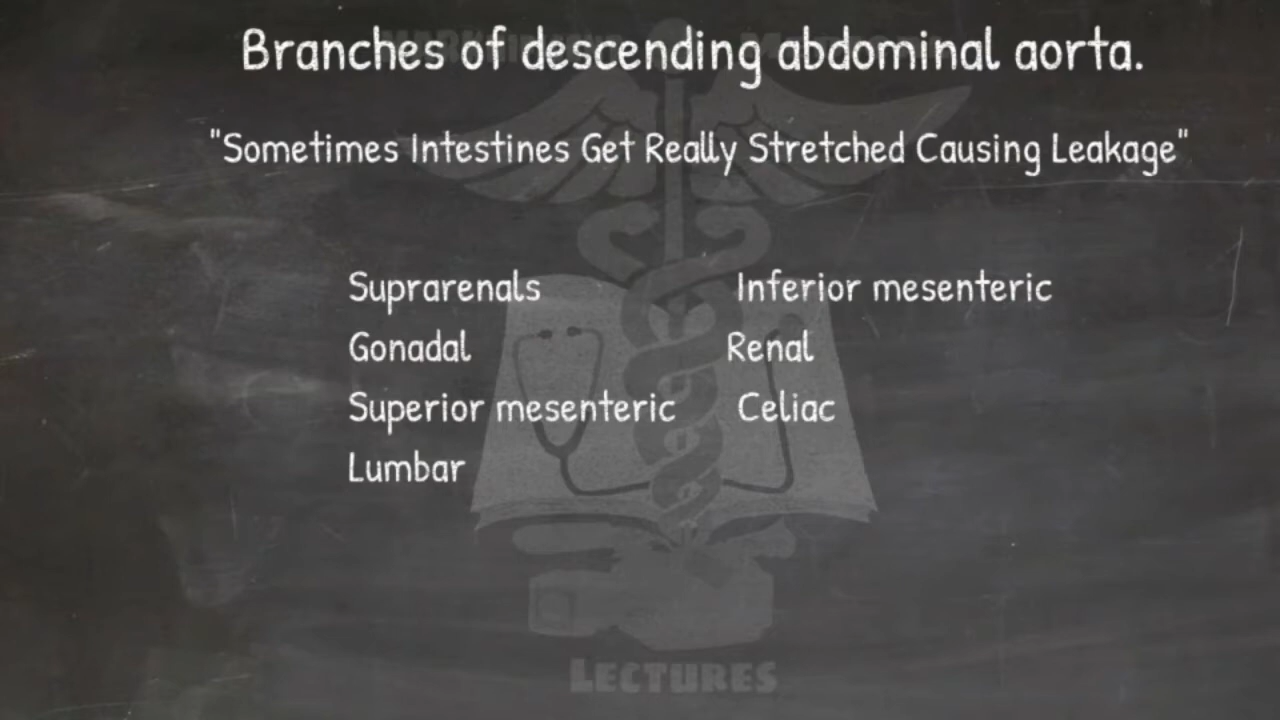 Branches of descending abdominal aorta.
"Sometimes Intestines Get Really Stretched Causing Leakage"
Suprarenals Inferior mesenteric
Gonadal Renal
Superior mesenteric Celiac
Lumbar
LECTURES